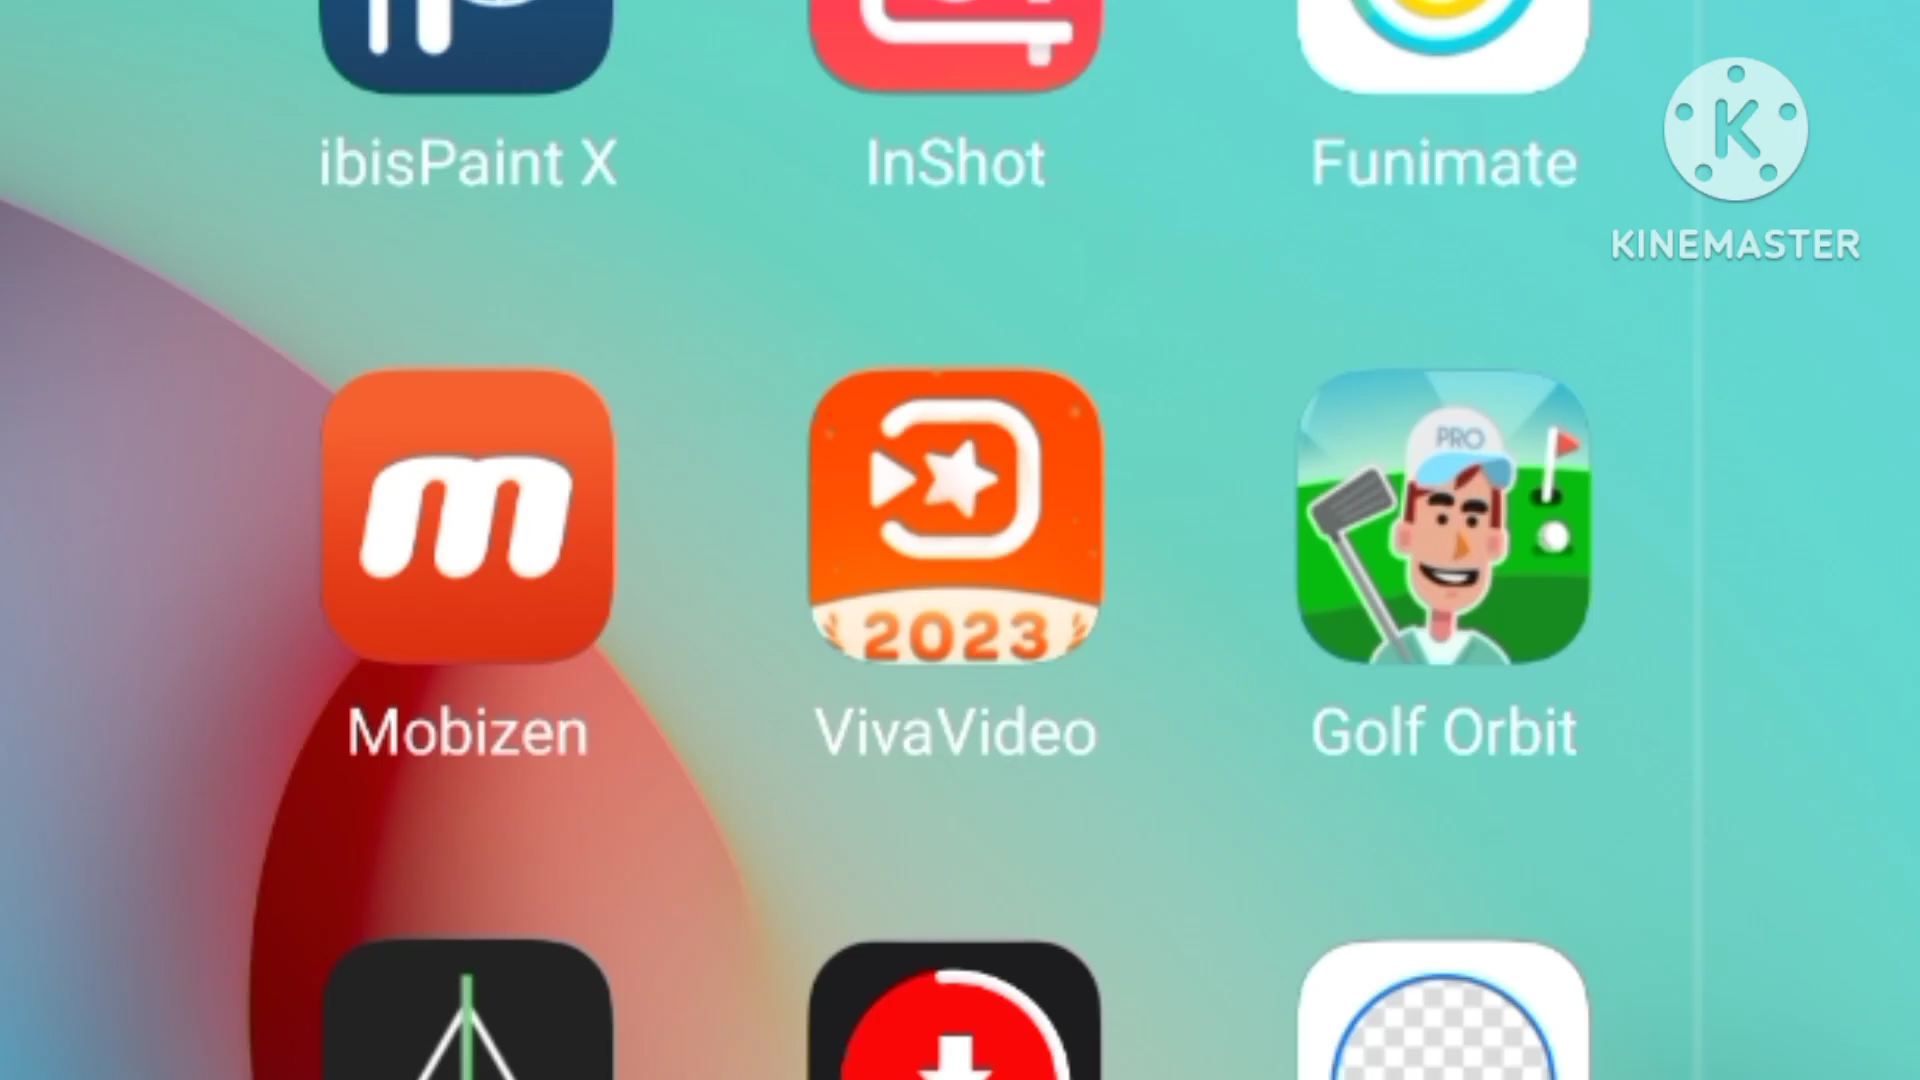 ibisPaint X
InShot
Funimate
K
KINEMASTER
m
PRO
2023
Mobizen
VivaVideo
Golf Orbit